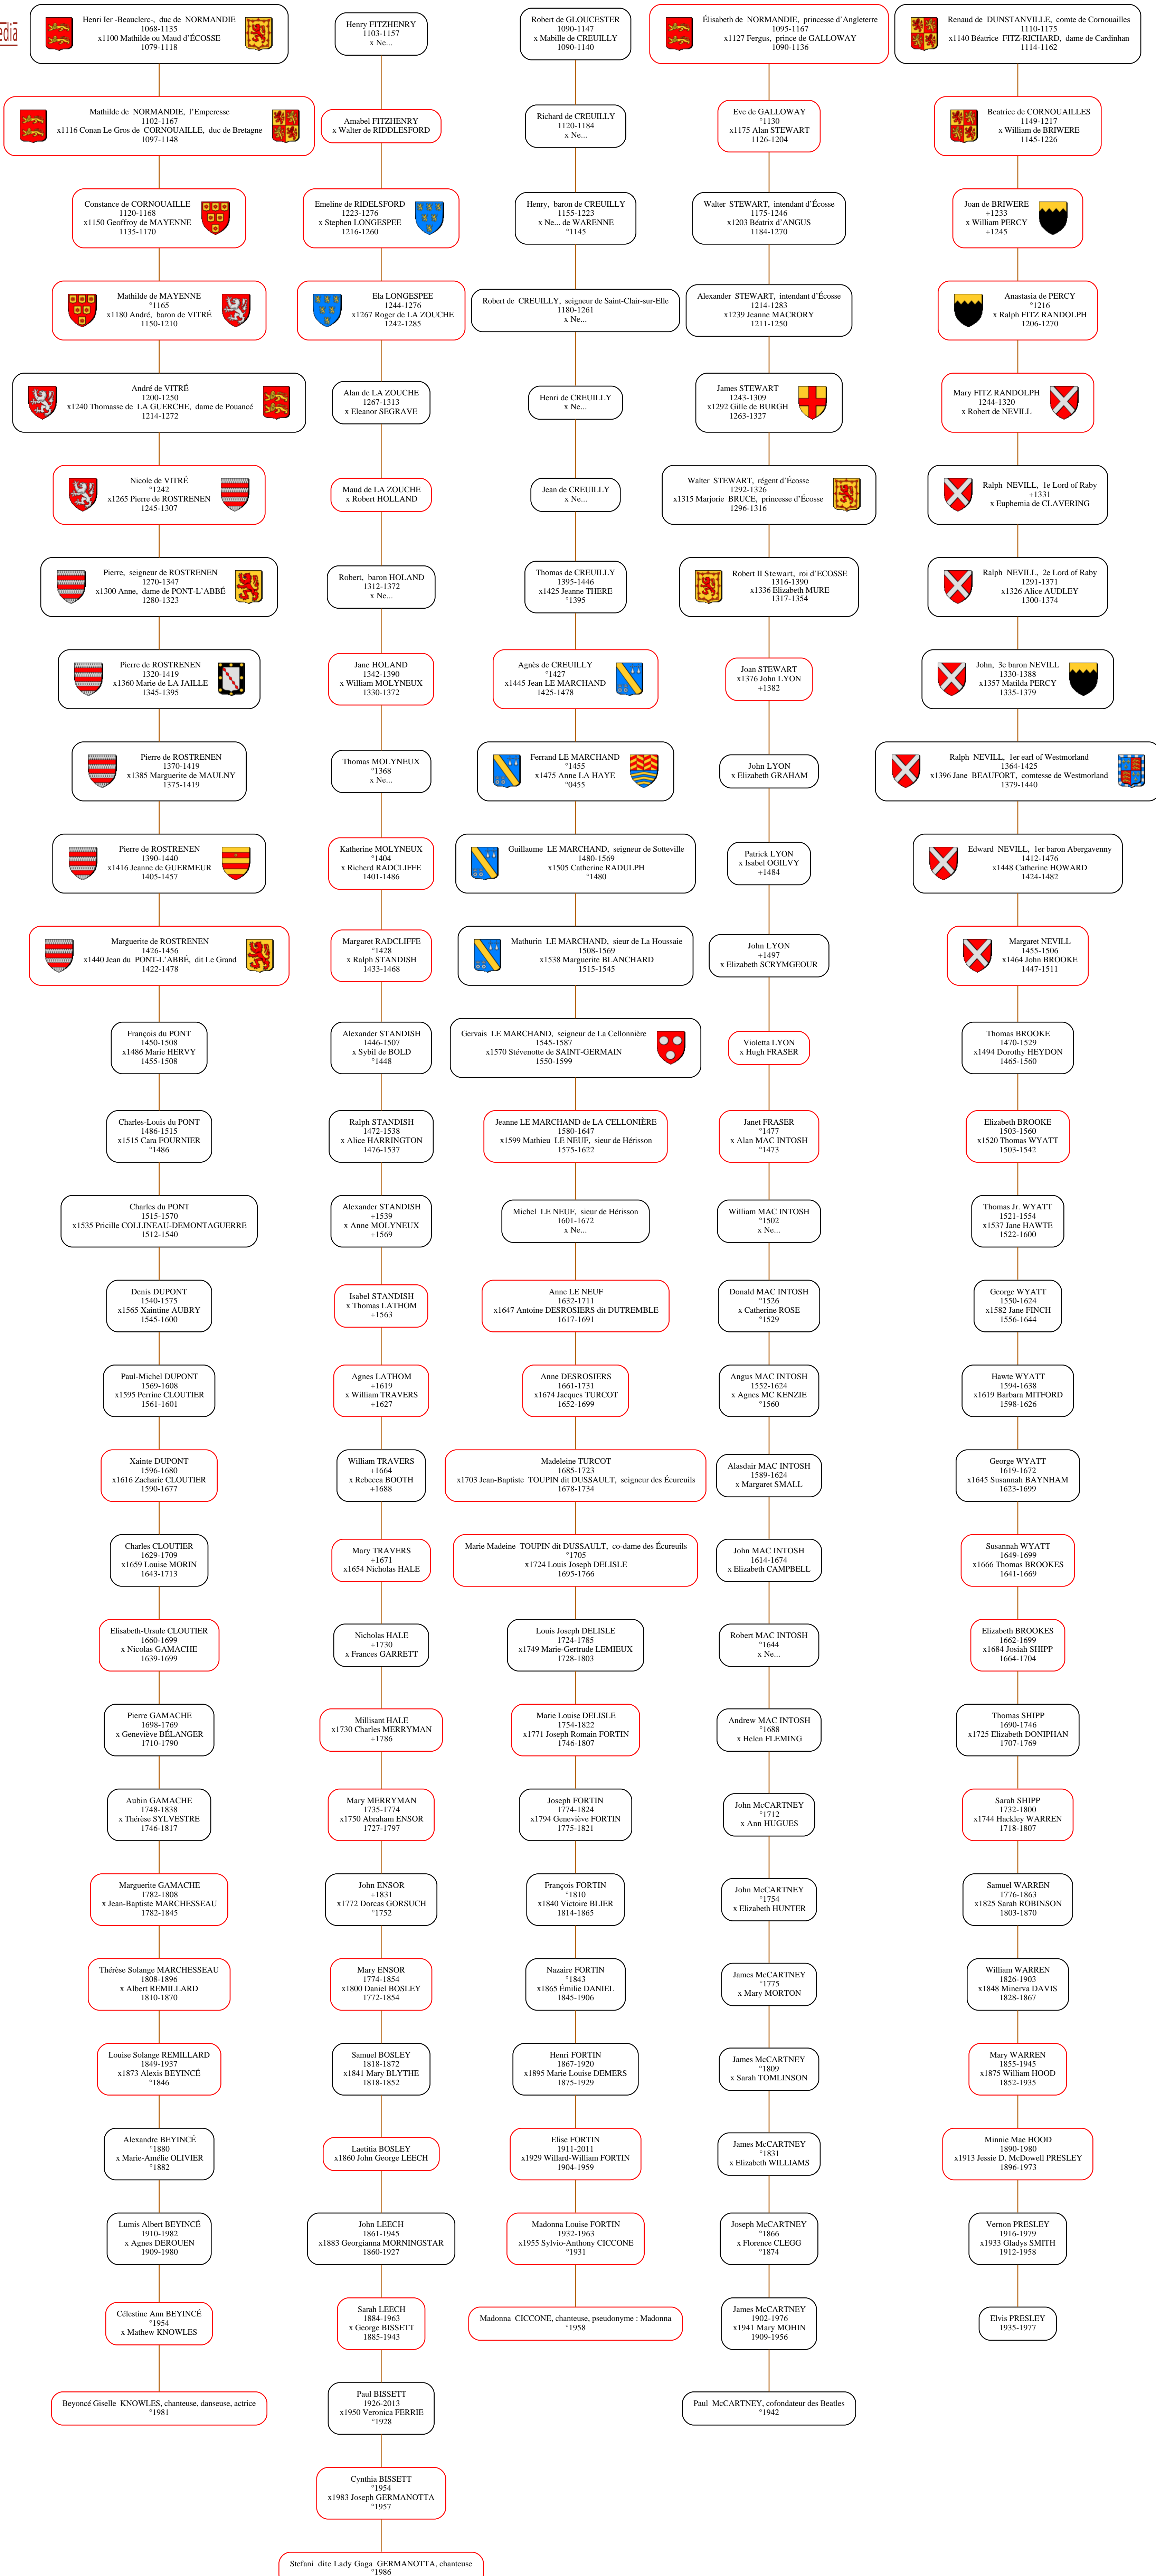 édia
Henri Ier -Beauclerc-, duc de NORMANDIE
1068-1135
x1100 Mathilde ou Maud d'ÉCOSSE
1079-1118
Mathilde de NORMANDIE, l'Emperesse
1102-1167
x1116 Conan Le Gros de CORNOUAILLE, duc de Bretagne
1097-1148
Constance de CORNOUAILLE
1120-1168
x1150 Geoffroy de MAYENNE
1135-1170
Mathilde de MAYENNE
°1165
x1180 André, baron de VITRÉ
1150-1210
André de VITRÉ
1200-1250
x1240 Thomasse de LA GUERCHE, dame de Pouancé
1214-1272
Nicole de VITRÉ
°1242
x1265 Pierre de ROSTRENEN
1245-1307
Pierre, seigneur de ROSTRENEN
1270-1347
x1300 Anne, dame de PONT-L'ABBÉ
1280-1323
Pierre de ROSTRENEN
1320-1419
x1360 Marie de LA JAILLE
1345-1395
Pierre de ROSTRENEN
1370-1419
x1385 Marguerite de MAULNY
1375-1419
Pierre de ROSTRENEN
1390-1440
x1416 Jeanne de GUERMEUR
1405-1457
Marguerite de ROSTRENEN
1426-1456
x1440 Jean du PONT-L'ABBÉ, dit Le Grand
1422-1478
François du PONT
1450-1508
x1486 Marie HERVY
1455-1508
Charles-Louis du PONT
1486-1515
x1515 Cara FOURNIER
°1486
Charles du PONT
1515-1570
x1535 Pricille COLLINEAU-DEMONTAGUERRE
1512-1540
Denis DUPONT
1540-1575
x1565 Xaintine AUBRY
1545-1600
Paul-Michel DUPONT
1569-1608
x1595 Perrine CLOUTIER
1561-1601
Xainte DUPONT
1596-1680
x1616 Zacharie CLOUTIER
1590-1677
Charles CLOUTIER
1629-1709
x1659 Louise MORIN
1643-1713
Elisabeth-Ursule CLOUTIER
1660-1699
x Nicolas GAMACHE
1639-1699
Pierre GAMACHE
1698-1769
x Geneviève BÉLANGER
1710-1790
Aubin GAMACHE
1748-1838
x Thérèse SYLVESTRE
1746-1817
Marguerite GAMACHE
1782-1808
x Jean-Baptiste MARCHESSEAU
1782-1845
Thérèse Solange MARCHESSEAU
1808-1896
x Albert REMILLARD
1810-1870
Louise Solange REMILLARD
1849-1937
x1873 Alexis BEYINCÉ
°1846
Alexandre BEYINCÉ
°1880
x Marie-Amélie OLIVIER
°1882
Lumis Albert BEYINCÉ
1910-1982
x Agnes DEROUEN
1909-1980
Célestine Ann BEYINCÉ
°1954
x Mathew KNOWLES
Beyoncé Giselle KNOWLES, chanteuse, danseuse, actrice
°1981
Henry FITZHENRY
1103-1157
x Ne...
Amabel FITZHENRY
x Walter de RIDDLESFORD
Emeline de RIDELSFORD
1223-1276
x Stephen LONGESPEE
1216-1260
Ela LONGESPEE
1244-1276
x1267 Roger de LA ZOUCHE
1242-1285
Alan de LA ZOUCHE
1267-1313
x Eleanor SEGRAVE
Maud de LA ZOUCHE
x Robert HOLLAND
Robert, baron HOLAND
1312-1372
x Ne...
Jane HOLAND
1342-1390
x William MOLYNEUX
1330-1372
Thomas MOLYNEUX
°1368
x Ne...
Katherine MOLYNEUX
°1404
x Richerd RADCLIFFE
1401-1486
Margaret RADCLIFFE
°1428
x Ralph STANDISH
1433-1468
Alexander STANDISH
1446-1507
x Sybil de BOLD
°1448
Ralph STANDISH
1472-1538
x Alice HARRINGTON
1476-1537
Alexander STANDISH
+1539
x Anne MOLYNEUX
+1569
Isabel STANDISH
x Thomas LATHOM
+1563
Agnes LATHOM
+1619
x William TRAVERS
+1627
William TRAVERS
+1664
x Rebecca BOOTH
+1688
Mary TRAVERS
+1671
x1654 Nicholas HALE
Nicholas HALE
+1730
x Frances GARRETT
Millisant HALE
x1730 Charles MERRYMAN
+1786
Mary MERRYMAN
1735-1774
x1750 Abraham ENSOR
1727-1797
John ENSOR
+1831
x1772 Dorcas GORSUCH
°1752
Mary ENSOR
1774-1854
x1800 Daniel BOSLEY
1772-1854
Samuel BOSLEY
1818-1872
x1841 Mary BLYTHE
1818-1852
Laetitia BOSLEY
x1860 John George LEECH
John LEECH
1861-1945
x1883 Georgianna MORNINGSTAR
1860-1927
Sarah LEECH
1884-1963
x George BISSETT
1885-1943
Paul BISSETT
1926-2013
x1950 Veronica FERRIE
°1928
Cynthia BISSETT
°1954
x1983 Joseph GERMANOTTA
°1957
Stefani dite Lady Gaga GERMANOTTA, chanteuse
°1986
Robert de GLOUCESTER
1090-1147
x Mabille de CREUILLY
1090-1140
Richard de CREUILLY
1120-1184
x Ne...
Henry, baron de CREUILLY
1155-1223
x Ne... de WARENNE
°1145
Robert de CREUILLY, seigneur de Saint-Clair-sur-Elle
1180-1261
x Ne...
Henri de CREUILLY
x Ne...
Jean de CREUILLY
x Ne...
Thomas de CREUILLY
1395-1446
x1425 Jeanne THERE
°1395
Agnès de CREUILLY
°1427
x1445 Jean LE MARCHAND
1425-1478
Ferrand LE MARCHAND
°1455
x1475 Anne LA HAYE
°0455
Guillaume LE MARCHAND, seigneur de Sotteville
1480-1569
x1505 Catherine RADULPH
°1480
Mathurin LE MARCHAND, sieur de La Houssaie
1508-1569
x1538 Marguerite BLANCHARD
1515-1545
Gervais LE MARCHAND, seigneur de La Cellonnière
1545-1587
x1570 Stévenotte de SAINT-GERMAIN
1550-1599
Jeanne LE MARCHAND de LA CELLONIÈRE
1580-1647
x1599 Mathieu LE NEUF, sieur de Hérisson
1575-1622
Michel LE NEUF, sieur de Hérisson
1601-1672
x Ne...
Anne LE NEUF
1632-1711
x1647 Antoine DESROSIERS dit DUTREMBLE
1617-1691
Anne DESROSIERS
1661-1731
x1674 Jacques TURCOT
1652-1699
Madeleine TURCOT
1685-1723
x1703 Jean-Baptiste TOUPIN dit DUSSAULT, seigneur des Écureuils
1678-1734
Marie Madeine TOUPIN dit DUSSAULT, co-dame des Écureuils
°1705
x1724 Louis Joseph DELISLE
1695-1766
Louis Joseph DELISLE
1724-1785
x1749 Marie-Gertrude LEMIEUX
1728-1803
Marie Louise DELISLE
1754-1822
x1771 Joseph Romain FORTIN
1746-1807
Joseph FORTIN
1774-1824
x1794 Geneviève FORTIN
1775-1821
François FORTIN
°1810
x1840 Victoire BLIER
1814-1865
Nazaire FORTIN
°1843
x1865 Émilie DANIEL
1845-1906
Henri FORTIN
1867-1920
x1895 Marie Louise DEMERS
1875-1929
Elise FORTIN
1911-2011
x1929 Willard-William FORTIN
1904-1959
Madonna Louise FORTIN
1932-1963
x1955 Sylvio-Anthony CICCONE
°1931
Madonna CICCONE, chanteuse, pseudonyme : Madonna
°1958
Élisabeth de NORMANDIE, princesse d'Angleterre
1095-1167
x1127 Fergus, prince de GALLOWAY
1090-1136
Eve de GALLOWAY
°1130
x1175 Alan STEWART
1126-1204
Walter STEWART, intendant d'Écosse
1175-1246
x1203 Béatrix d'ANGUS
1184-1270
Alexander STEWART, intendant d'Écosse
1214-1283
x1239 Jeanne MACRORY
1211-1250
James STEWART
1243-1309
x1292 Gille de BURGH
1263-1327
Walter STEWART, régent d'Écosse
1292-1326
x1315 Marjorie BRUCE, princesse d'Écosse
1296-1316
Robert II Stewart, roi d'ECOSSE
1316-1390
x1336 Elizabeth MURE
1317-1354
Joan STEWART
x1376 John LYON
+1382
John LYON
x Elizabeth GRAHAM
Patrick LYON
x Isabel OGILVY
+1484
John LYON
+1497
x Elizabeth SCRYMGEOUR
Violetta LYON
x Hugh FRASER
Janet FRASER
°1477
x Alan MAC INTOSH
°1473
William MAC INTOSH
°1502
x Ne...
Donald MAC INTOSH
°1526
x Catherine ROSE
°1529
Angus MAC INTOSH
1552-1624
x Agnes MC KENZIE
°1560
Alasdair MAC INTOSH
1589-1624
x Margaret SMALL
John MAC INTOSH
1614-1674
x Elizabeth CAMPBELL
Robert MAC INTOSH
°1644
x Ne...
Andrew MAC INTOSH
°1688
x Helen FLEMING
John McCARTNEY
°1712
x Ann HUGUES
John McCARTNEY
°1754
x Elizabeth HUNTER
James McCARTNEY
°1775
x Mary MORTON
James McCARTNEY
°1809
x Sarah TOMLINSON
James McCARTNEY
°1831
x Elizabeth WILLIAMS
Joseph McCARTNEY
°1866
x Florence CLEGG
°1874
James McCARTNEY
1902-1976
x1941 Mary MOHIN
1909-1956
Paul McCARTNEY, cofondateur des Beatles
°1942
Renaud de DUNSTANVILLE, comte de Cornouailles
1110-1175
x1140 Béatrice FITZ-RICHARD, dame de Cardinhan
1114-1162
Beatrice de CORNOUAILLES
1149-1217
x William de BRIWERE
1145-1226
Joan de BRIWERE
+1233
x William PERCY
+1245
Anastasia de PERCY
°1216
x Ralph FITZ RANDOLPH
1206-1270
Mary FITZ RANDOLPH
1244-1320
x Robert de NEVILL
Ralph NEVILL, 1e Lord of Raby
+1331
x Euphemia de CLAVERING
Ralph NEVILL, 2e Lord of Raby
1291-1371
x1326 Alice AUDLEY
1300-1374
John, 3e baron NEVILL
1330-1388
x1357 Matilda PERCY
1335-1379
Ralph NEVILL, 1er earl of Westmorland
1364-1425
x1396 Jane BEAUFORT, comtesse de Westmorland
1379-1440
Edward NEVILL, 1er baron Abergavenny
1412-1476
x1448 Catherine HOWARD
1424-1482
Margaret NEVILL
1455-1506
x1464 John BROOKE
1447-1511
Thomas BROOKE
1470-1529
x1494 Dorothy HEYDON
1465-1560
Elizabeth BROOKE
1503-1560
x1520 Thomas WYATT
1503-1542
Thomas Jr. WYATT
1521-1554
x1537 Jane HAWTE
1522-1600
George WYATT
1550-1624
x1582 Jane FINCH
1556-1644
Hawte WYATT
1594-1638
x1619 Barbara MITFORD
1598-1626
George WYATT
1619-1672
x1645 Susannah BAYNHAM
1623-1699
Susannah WYATT
1649-1699
x1666 Thomas BROOKES
1641-1669
Elizabeth BROOKES
1662-1699
x1684 Josiah SHIPP
1664-1704
Thomas SHIPP
1690-1746
x1725 Elizabeth DONIPHAN
1707-1769
Sarah SHIPP
1732-1800
x1744 Hackley WARREN
1718-1807
Samuel WARREN
1776-1863
x1825 Sarah ROBINSON
1803-1870
William WARREN
1826-1903
x1848 Minerva DAVIS
1828-1867
Mary WARREN
1855-1945
x1875 William HOOD
1852-1935
Minnie Mae HOOD
1890-1980
x1913 Jessie D. McDowell PRESLEY
1896-1973
Vernon PRESLEY
1916-1979
x1933 Gladys SMITH
1912-1958
Elvis PRESLEY
1935-1977